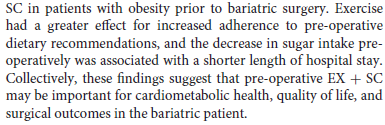 SC in patients with obesity prior to bariatric surgery. Exercise
had a greater effect for increased adherence to pre-operative
dietary recommendations, and the decrease in sugar intake pre-
operatively was associated with a shorter length of hospital stay.
Collectively, these findings suggest that pre-operative EX + SC
may be important for cardiometabolic health, quality of life, and
surgical outcomes in the bariatric patient.